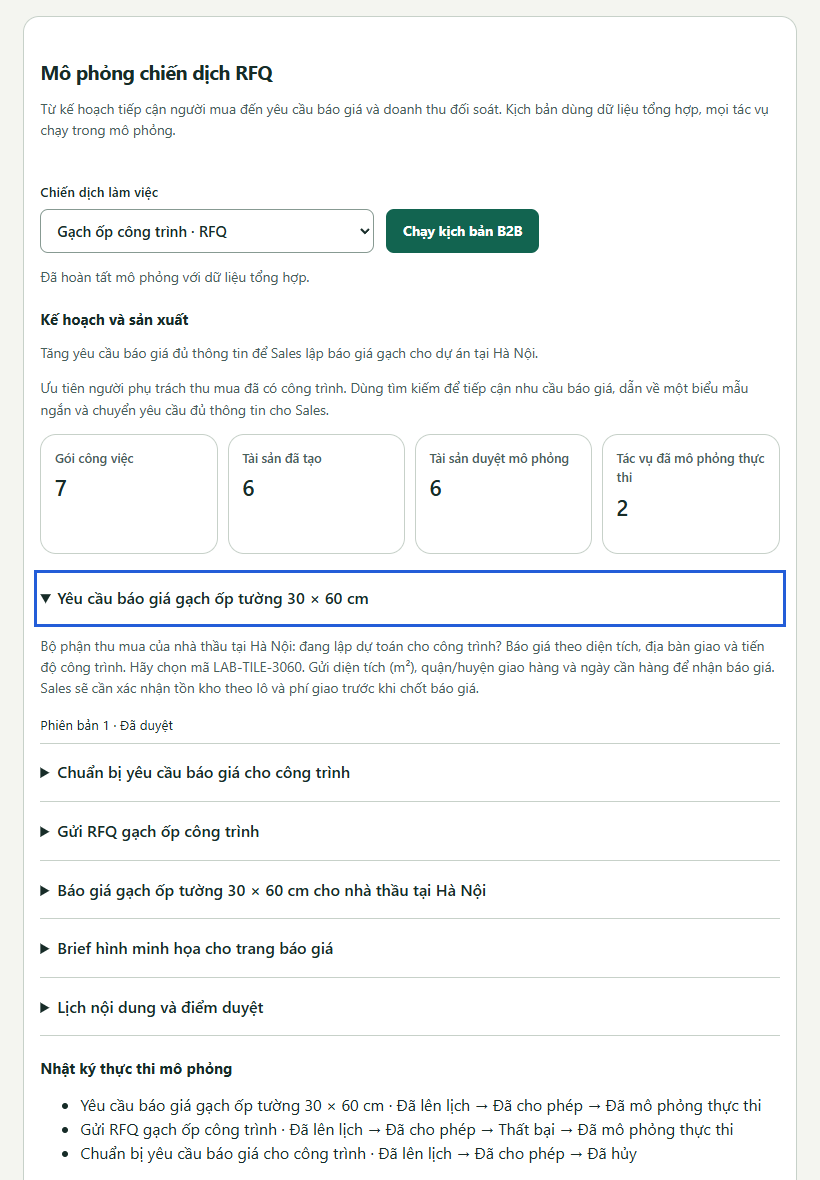 Mô phỏng chiến dịch RFQ
Từ kế hoạch tiếp cận người mua đến yêu cầu báo giá và doanh thu đối soát. Kịch bản dùng dữ liệu tổng hợp, mọi tác vụ
chạy trong mô phỏng.
Chiến dịch làm việc
Gạch ốp công trình · RFQ
Chạy kịch bản B2B
Đã hoàn tất mô phỏng với dữ liệu tổng hợp.
Kế hoạch và sản xuất
Tăng yêu cầu báo giá đủ thông tin để Sales lập báo giá gạch cho dự án tại Hà Nội.
Ưu tiên người phụ trách thu mua đã có công trình. Dùng tìm kiếm để tiếp cận nhu cầu báo giá, dẫn về một biểu mẫu
ngắn và chuyển yêu cầu đủ thông tin cho Sales.
Gói công việc
7
Tài sản đã tạo
6
Tài sản duyệt mô phỏng
6
Tác vụ đã mô phỏng thực
thi
2
Yêu cầu báo giá gạch ốp tường 30 × 60 cm
Bộ phận thu mua của nhà thầu tại Hà Nội: đang lập dự toán cho công trình? Báo giá theo diện tích, địa bàn giao và tiến
độ công trình. Hãy chọn mã LAB-TILE-3060. Gửi diện tích (m²), quận/huyện giao hàng và ngày cần hàng để nhận báo giá.
Sales sẽ cần xác nhận tồn kho theo lô và phí giao trước khi chốt báo giá.
Phiên bản 1 · Đã duyệt
Chuẩn bị yêu cầu báo giá cho công trình
Gửi RFQ gạch ốp công trình
Báo giá gạch ốp tường 30 × 60 cm cho nhà thầu tại Hà Nội
Brief hình minh họa cho trang báo giá
Lịch nội dung và điểm duyệt
Nhật ký thực thi mô phỏng
• Yêu cầu báo giá gạch ốp tường 30 × 60 cm · Đã lên lịch → Đã cho phép → Đã mô phỏng thực thi
• Gửi RFQ gạch ốp công trình · Đã lên lịch → Đã cho phép → Thất bại → Đã mô phỏng thực thi
• Chuẩn bị yêu cầu báo giá cho công trình · Đã lên lịch → Đã cho phép → Đã hủy